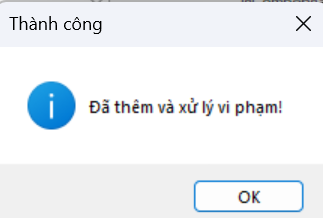 Thành công
Đã thêm và xử lý vi phạm!
OK